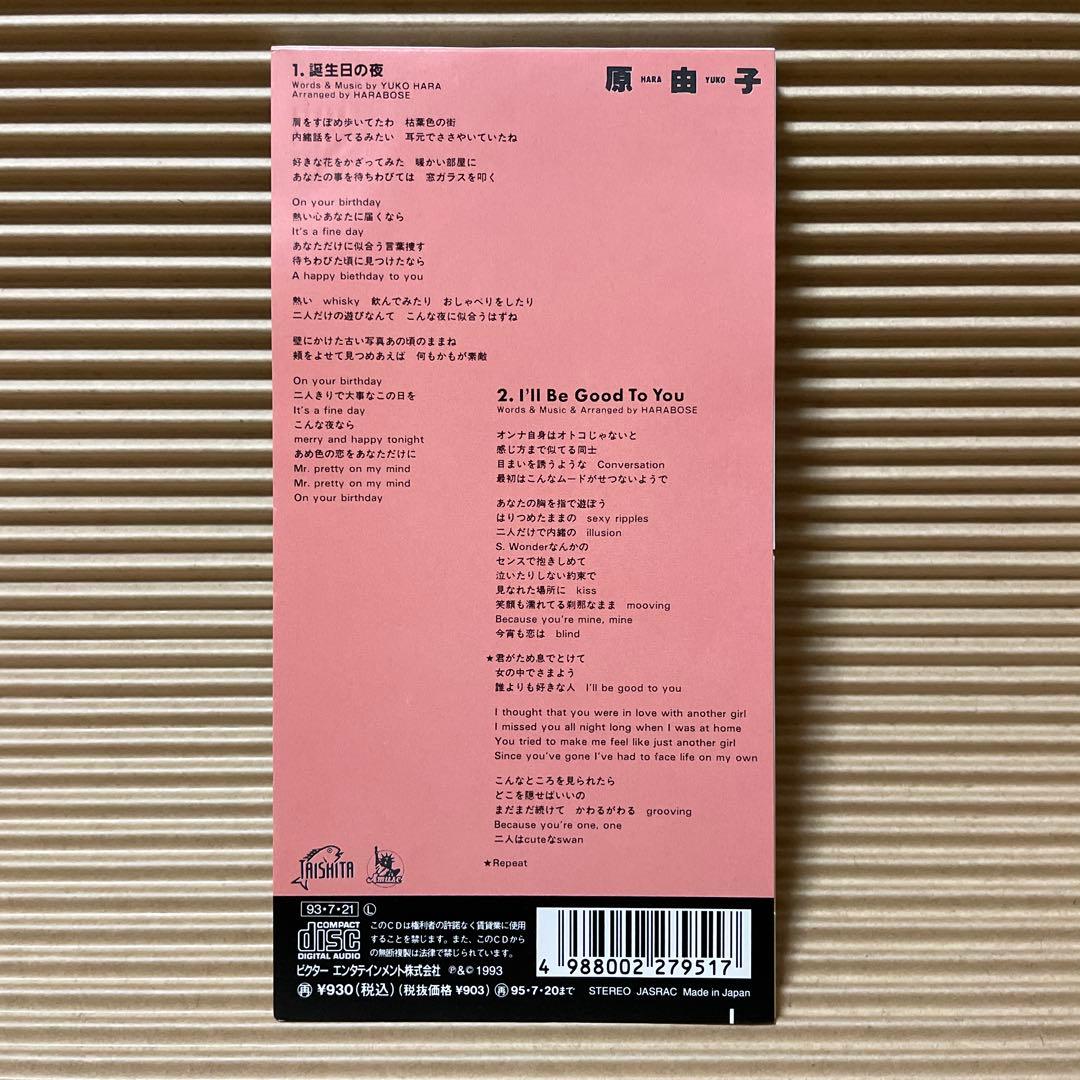 1. 誕生日の夜
Words & Music by YUKO HARA
Arranged by HARABOSE
原 HARA 由 YUKO 子
肩をすぼめ歩いてたわ 枯葉色の街
内緒話をしてるみたい 耳元でささやいていたね
好きな花をかざってみた 暖かい部屋に
あなたの事を待ちわびては 窓ガラスを叩く
On your birthday
熱い心あなたに届くなら
It's a fine day
あなただけに似合う言葉捜す
待ちわびた頃に見つけたなら
A happy biethday to you
熱い whisky 飲んでみたり おしゃべりをしたり
二人だけの遊びなんて こんな夜に似合うはずね
壁にかけた古い写真あの頃のままね
頬をよせて見つめあえば 何もかもが素敵
On your birthday
二人きりで大事なこの日を
It's a fine day
こんな夜なら
merry and happy tonight
あめ色の恋をあなただけに
Mr. pretty on my mind
Mr. pretty on my mind
On your birthday
2. I'll Be Good To You
Words & Music & Arranged by HARABOSE
オンナ自身はオトコじゃないと
感じ方まで似てる同士
目まいを誘うような Conversation
最初はこんなムードがせつないようで
あなたの胸を指で遊ぼう
はりつめたままの sexy ripples
二人だけで内緒の illusion
S. Wonderなんかの
センスで抱きしめて
泣いたりしない約束で
見なれた場所に kiss
笑顔も濡れてる刹那なまま mooving
Because you're mine, mine
今宵も恋は blind
★君がため息でとけて
女の中でさまよう
誰よりも好きな人 I'll be good to you
I thought that you were in love with another girl
I missed you all night long when I was at home
You tried to make me feel like just another girl
Since you've gone I've had to face life on my own
こんなところを見られたら
どこを隠せばいいの
まだまだ続けて かわるがわる grooving
Because you're one, one
二人はcuteなswan
★Repeat
TAISHITA
Amuse
93・7・21 Ⓛ
COMPACT disc DIGITAL AUDIO
このCDは権利者の許諾なく賃貸業に使用
することを禁じます。また、このCDから
の無断複製は法律で禁じられています。
ビクター エンタテインメント株式会社 ℗&© 1993
4 988002 279517
再 ¥930(税込) (税抜価格 ¥903) 再 95・7・20まで STEREO JASRAC Made in Japan